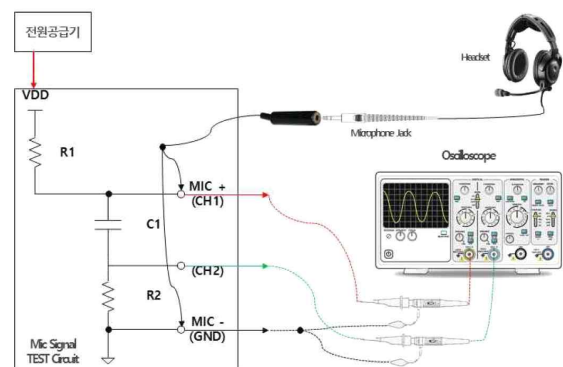 전원공급기
VDD
R1
Headset
Microphone Jack
Oscilloscope
MIC +
(CH1)
C1
(CH2)
R2
MIC -
(GND)
Mic Signal
TEST Circuit